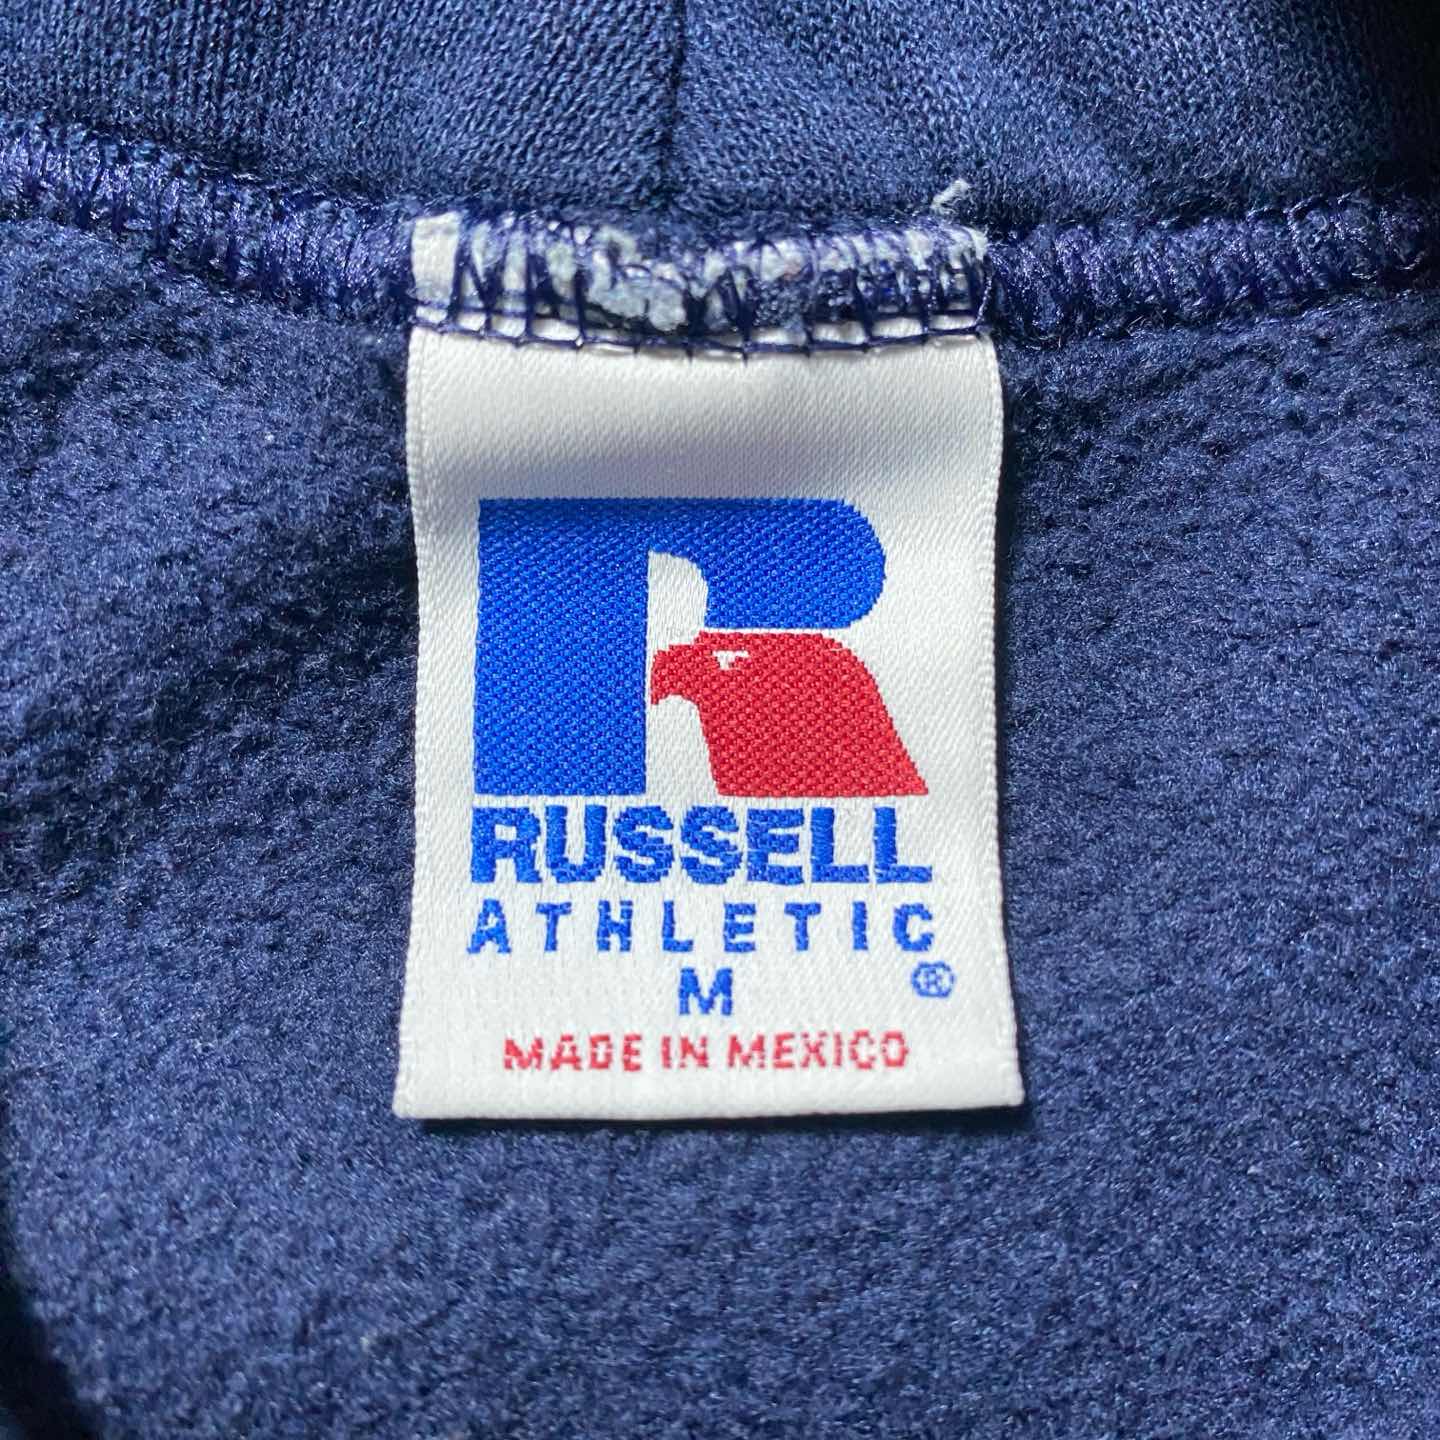 RUSSELL
ATHLETIC
M ®
MADE IN MEXICO